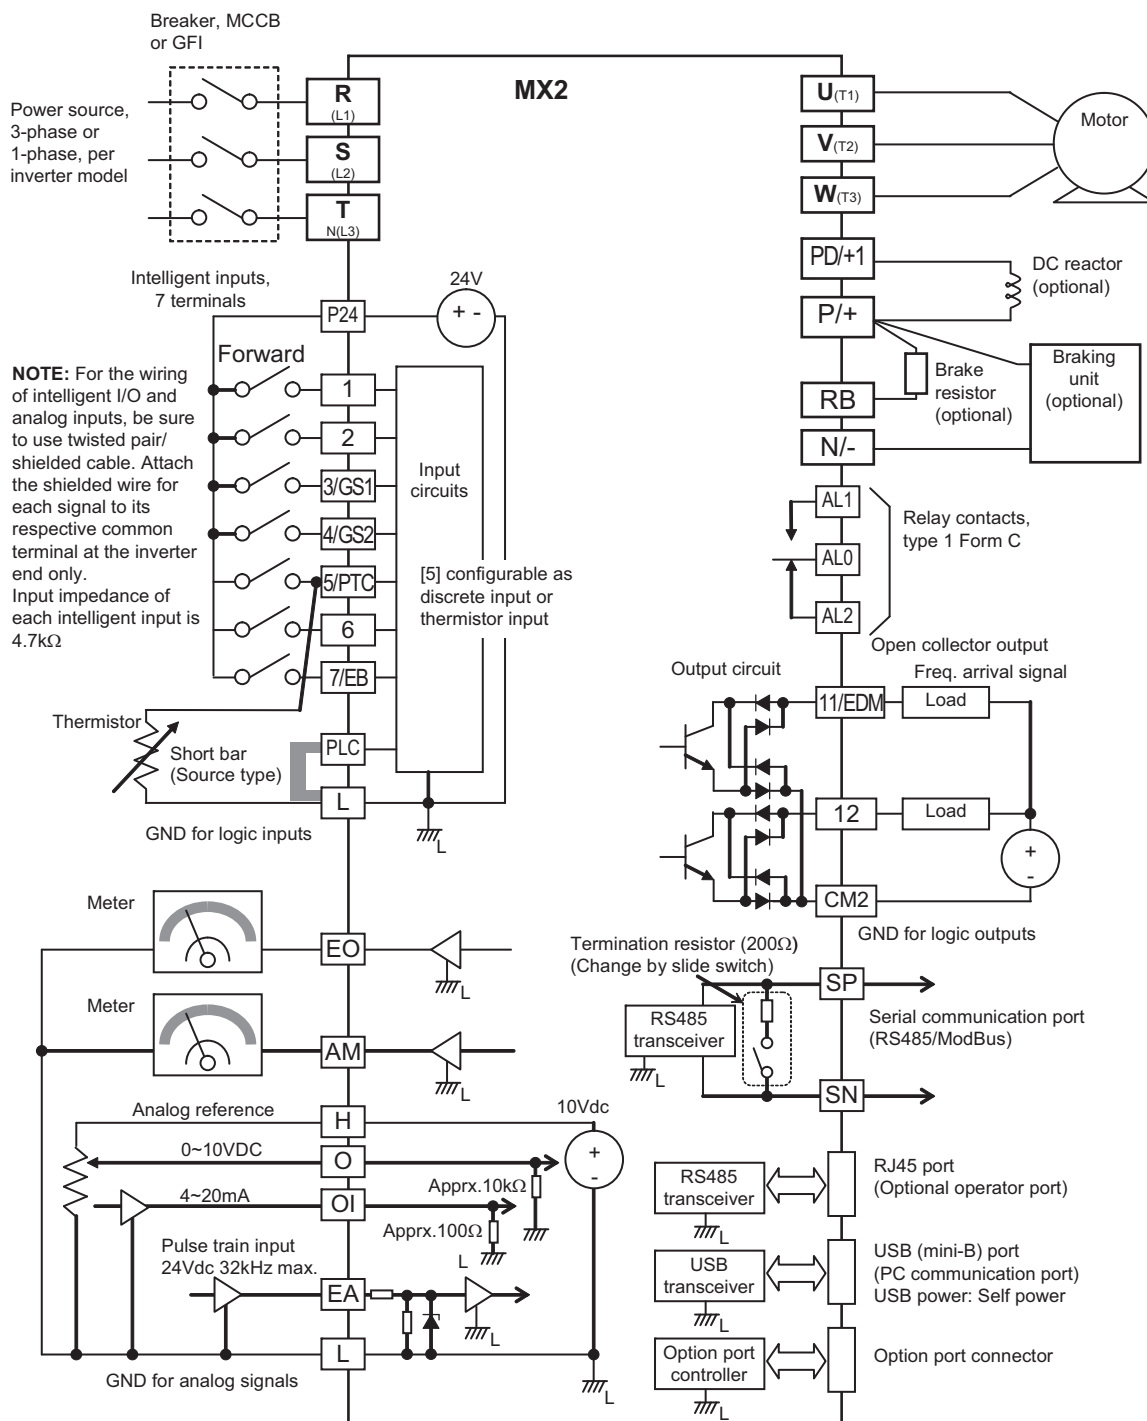 Breaker, MCCB
or GFI
MX2
Power source,
3-phase or
1-phase, per
inverter model
R
(L1)
S
(L2)
T
N(L3)
U(T1)
V(T2)
W(T3)
Motor
PD/+1
P/+
DC reactor
(optional)
Brake
resistor
(optional)
Braking
unit
(optional)
RB
N/-
Intelligent inputs,
7 terminals
24V
P24
+ -
Forward
NOTE: For the wiring
of intelligent I/O and
analog inputs, be sure
to use twisted pair/
shielded cable. Attach
the shielded wire for
each signal to its
respective common
terminal at the inverter
end only.
Input impedance of
each intelligent input is
4.7kΩ
1
2
3/GS1
4/GS2
5/PTC
6
7/EB
Input
circuits
[5] configurable as
discrete input or
thermistor input
Thermistor
Short bar
(Source type)
PLC
L
L
GND for logic inputs
AL1
AL0
AL2
Relay contacts,
type 1 Form C
Open collector output
Output circuit
Freq. arrival signal
11/EDM
Load
12
Load
+
-
CM2
GND for logic outputs
Meter
EO
L
Meter
AM
L
Termination resistor (200Ω)
(Change by slide switch)
SP
RS485
transceiver
L
Serial communication port
(RS485/ModBus)
SN
Analog reference
H
10Vdc
0~10VDC
O
+
-
4~20mA
OI
Apprx.10kΩ
Apprx.100Ω
L
Pulse train input
24Vdc 32kHz max.
EA
L
L
GND for analog signals
L
RS485
transceiver
L
RJ45 port
(Optional operator port)
USB
transceiver
L
USB (mini-B) port
(PC communication port)
USB power: Self power
Option port
controller
L
Option port connector